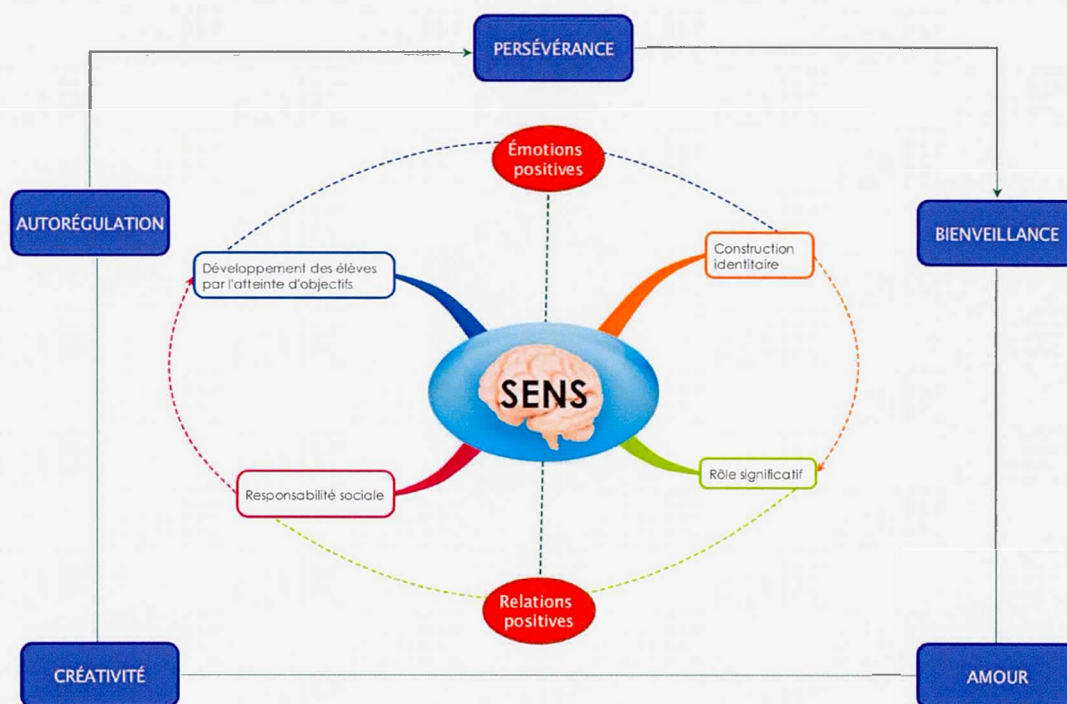 PERSÉVÉRANCE
Émotions
positives
AUTORÉGULATION
BIENVEILLANCE
Développement des élèves
par l'atteinte d'objectifs
Construction
identitaire
SENS
Responsabilité sociale
Rôle significatif
Relations
positives
CRÉATIVITÉ
AMOUR